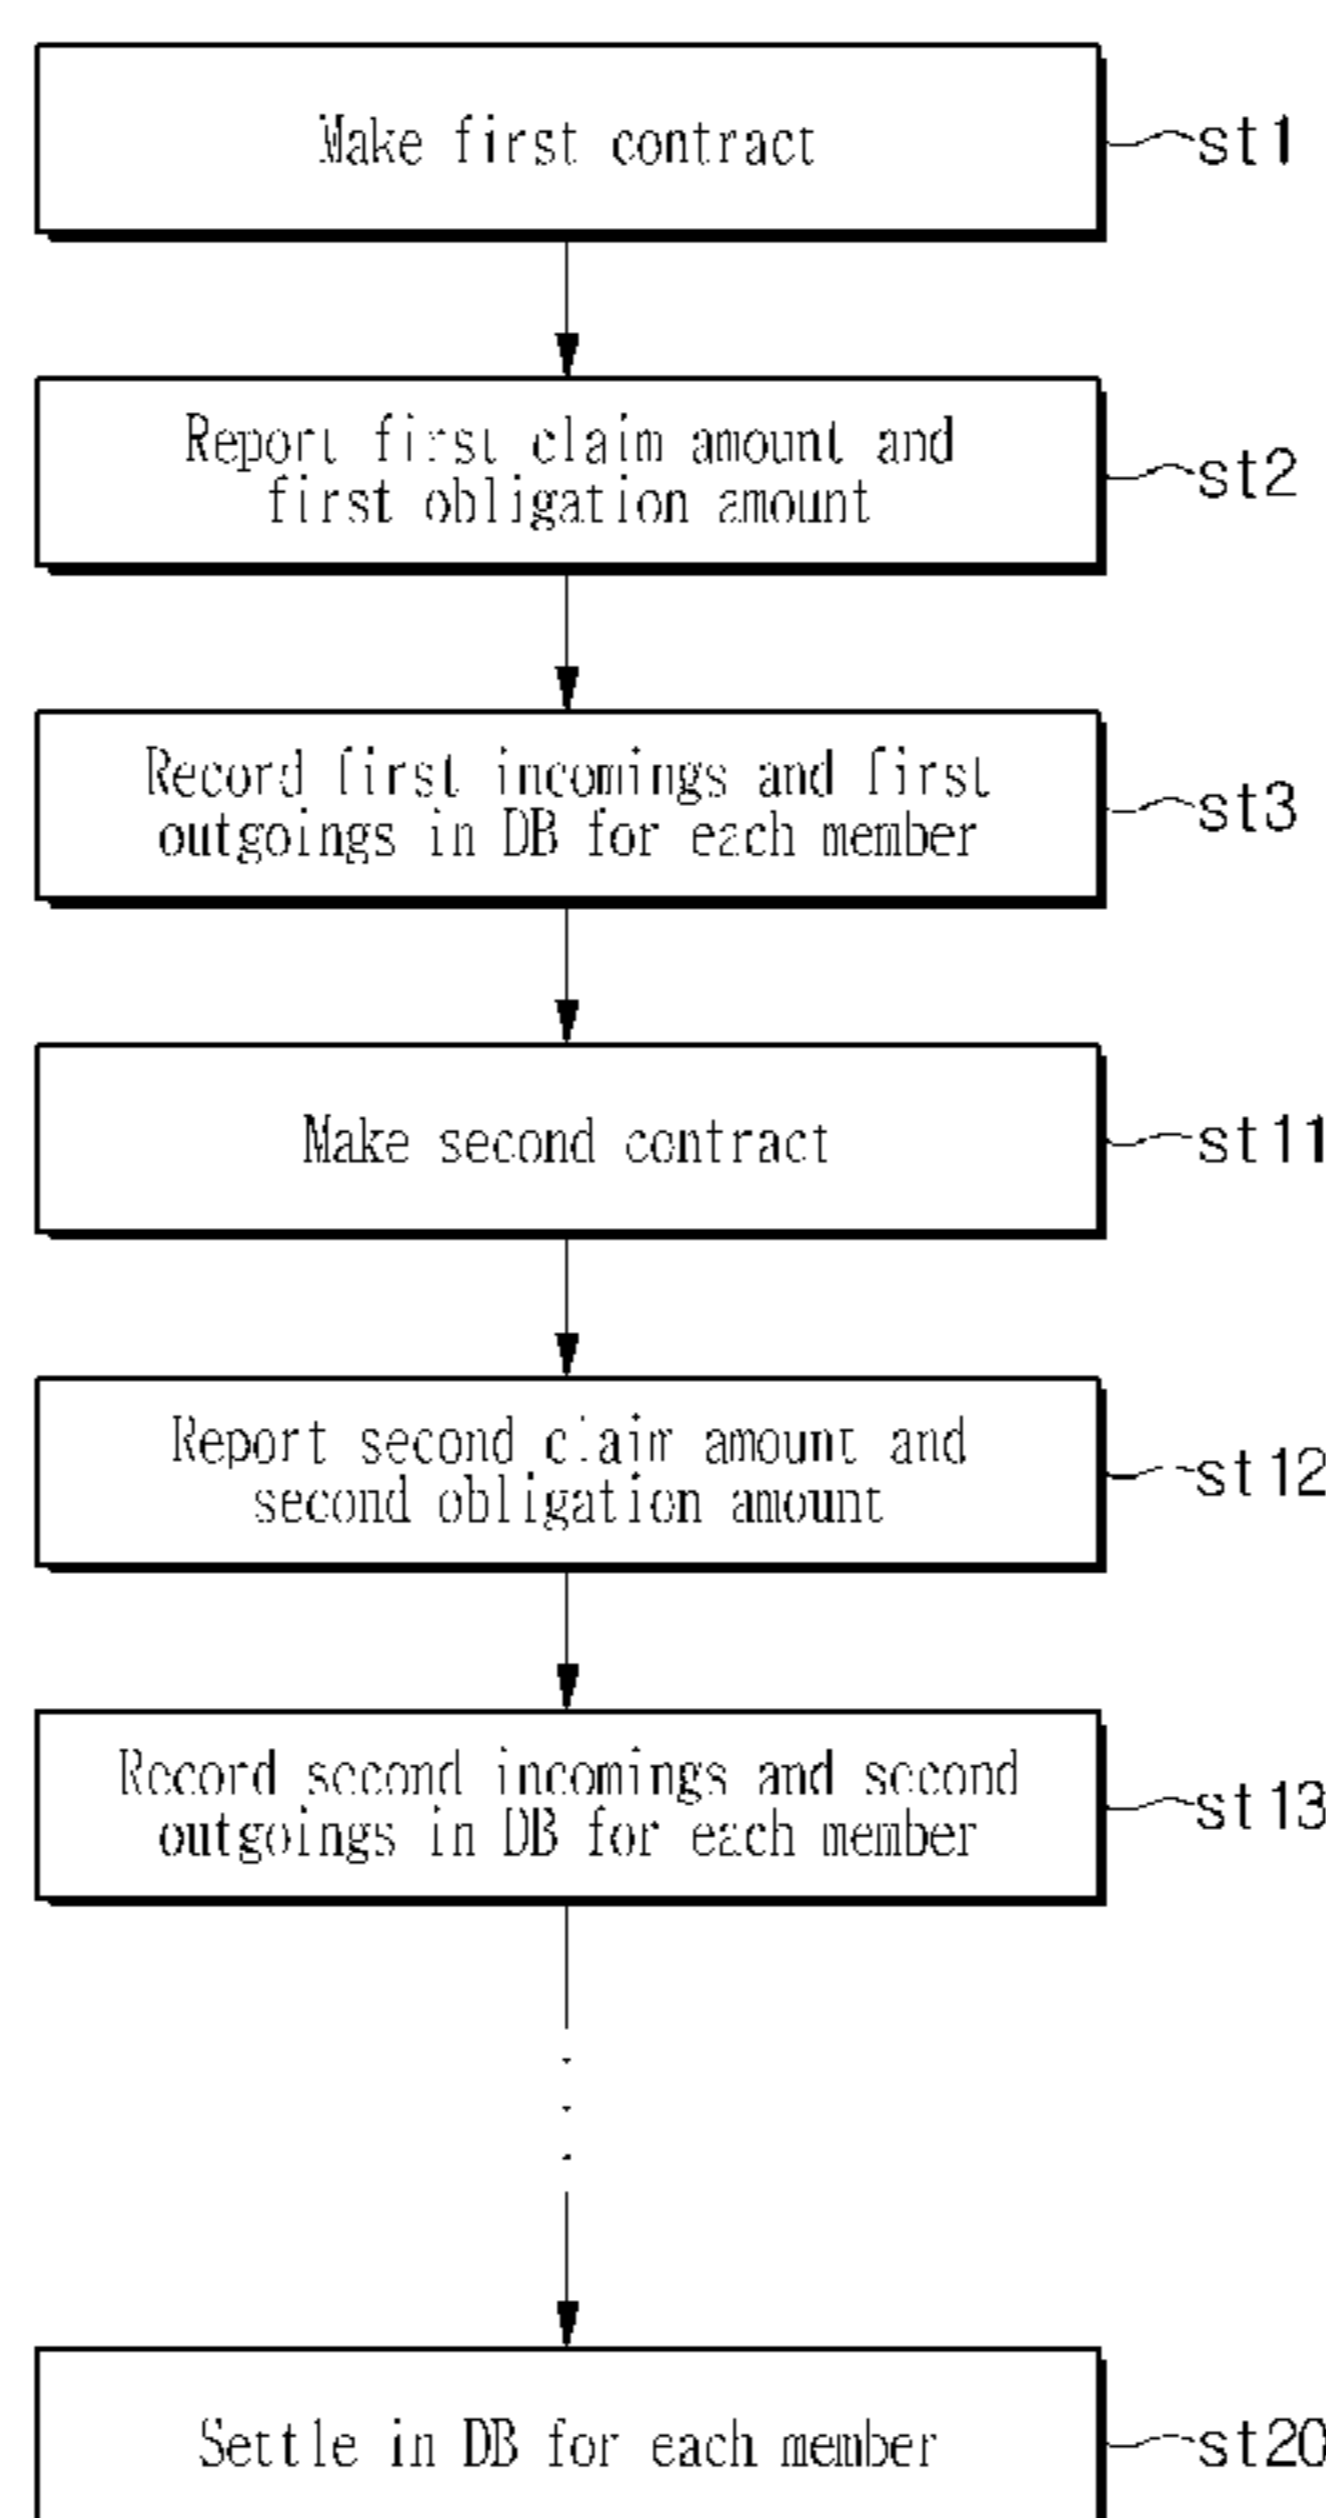 Make first contract
st1
Report first claim amount and
first obligation amount
st2
Record first incomings and first
outgoings in DB for each member
st3
Make second contract
st11
Report second claim amount and
second obligation amount
st12
Record second incomings and second
outgoings in DB for each member
st13
Settle in DB for each member
st20